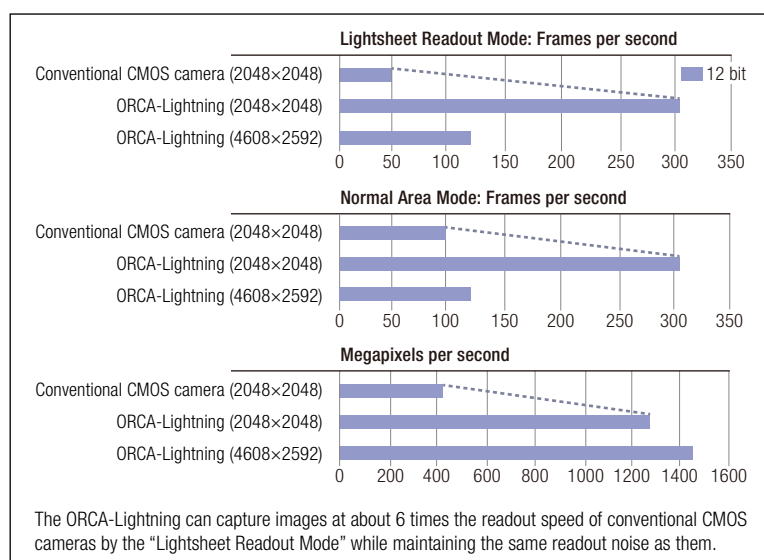 Lightsheet Readout Mode: Frames per second
Conventional CMOS camera (2048×2048)
12 bit
ORCA-Lightning (2048×2048)
ORCA-Lightning (4608×2592)
0 50 100 150 200 250 300 350
Normal Area Mode: Frames per second
Conventional CMOS camera (2048×2048)
ORCA-Lightning (2048×2048)
ORCA-Lightning (4608×2592)
0 50 100 150 200 250 300 350
Megapixels per second
Conventional CMOS camera (2048×2048)
ORCA-Lightning (2048×2048)
ORCA-Lightning (4608×2592)
0 200 400 600 800 1000 1200 1400 1600
The ORCA-Lightning can capture images at about 6 times the readout speed of conventional CMOS
cameras by the “Lightsheet Readout Mode” while maintaining the same readout noise as them.